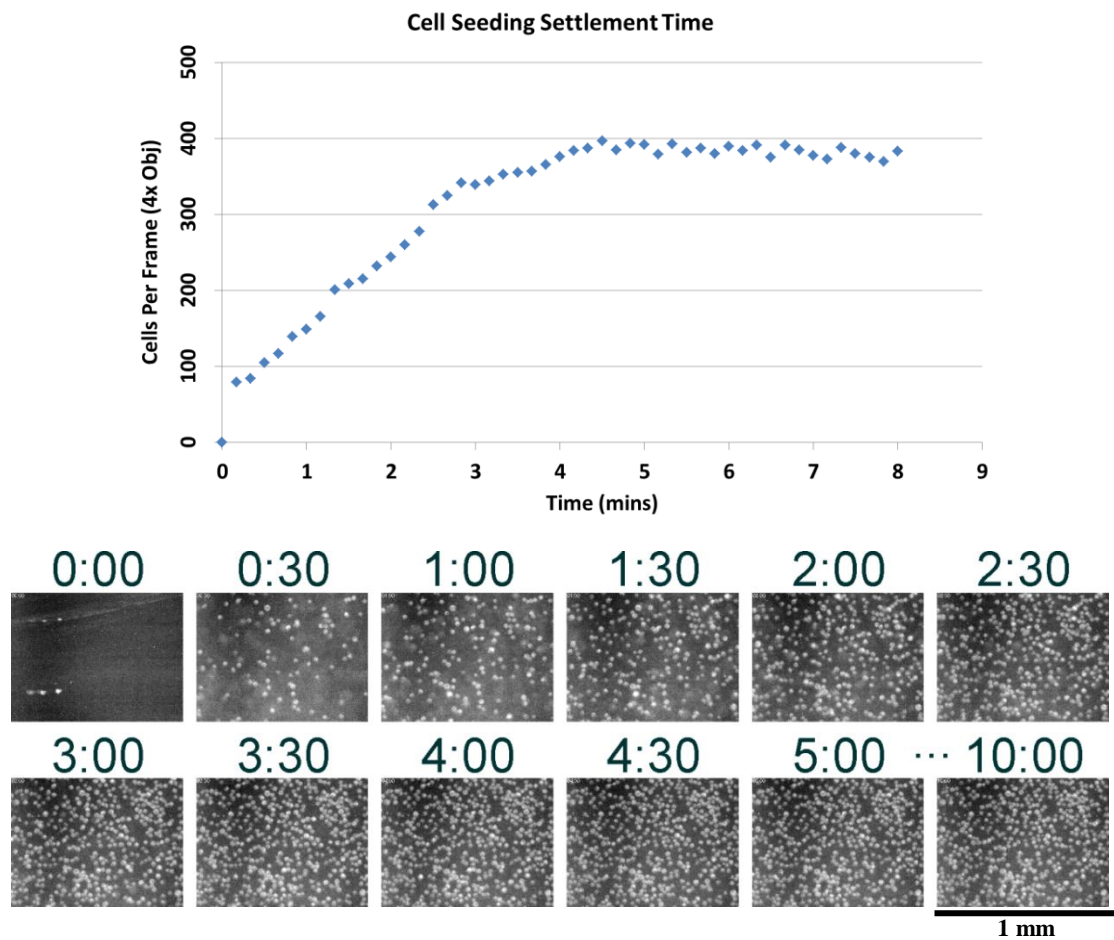 Cell Seeding Settlement Time
Cells Per Frame (4x Obj)
500
400
300
200
100
0
0 1 2 3 4 5 6 7 8 9
Time (mins)
0:00 0:30 1:00 1:30 2:00 2:30
3:00 3:30 4:00 4:30 5:00 ··· 10:00
1 mm